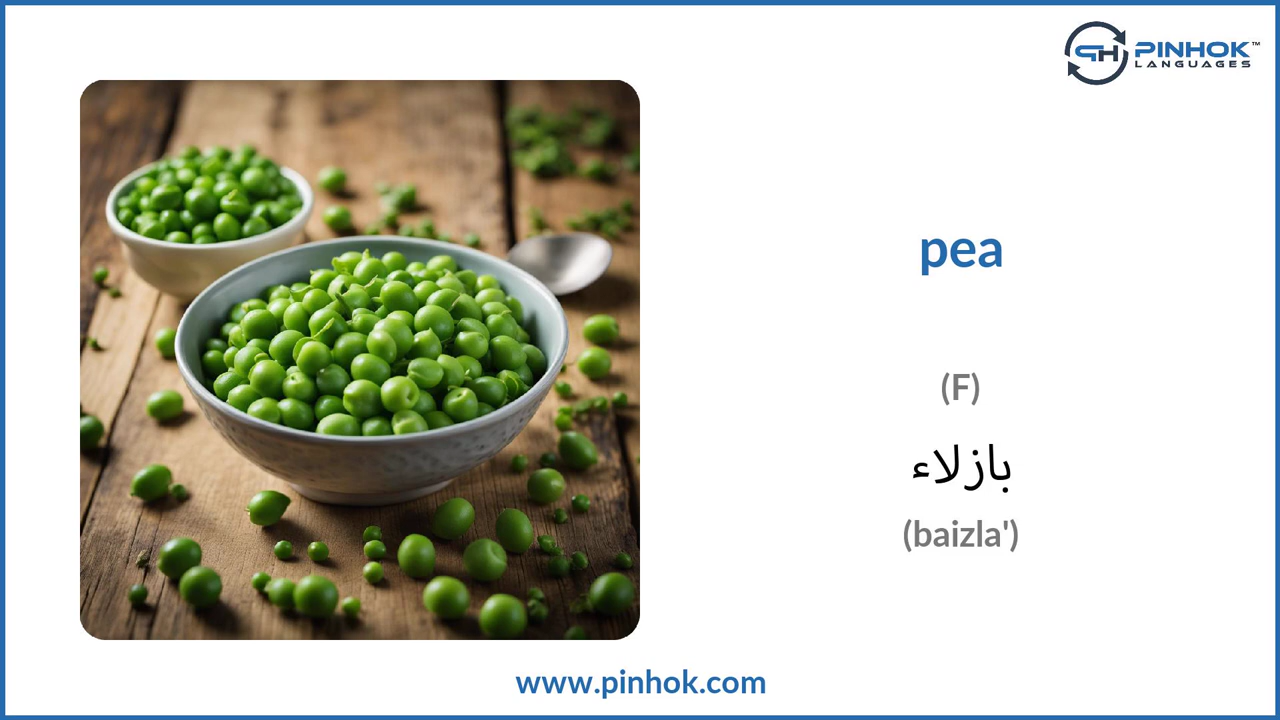 PINHOK™
LANGUAGES
pea
(F)
بازلاء
(baizla')
www.pinhok.com